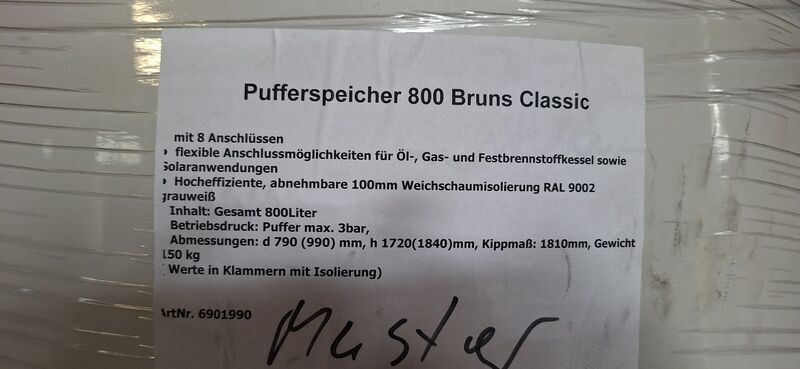 Pufferspeicher 800 Bruns Classic
mit 8 Anschlüssen
flexible Anschlussmöglichkeiten für Öl-, Gas- und Festbrennstoffkessel sowie
Solaranwendungen
Hocheffiziente, abnehmbare 100mm Weichschaumisolierung RAL 9002
grauweiß
Inhalt: Gesamt 800Liter
Betriebsdruck: Puffer max. 3bar,
Abmessungen: d 790 (990) mm, h 1720(1840)mm, Kippmaß: 1810mm, Gewicht
150 kg
(Werte in Klammern mit Isolierung)
ArtNr. 6901990
Muster